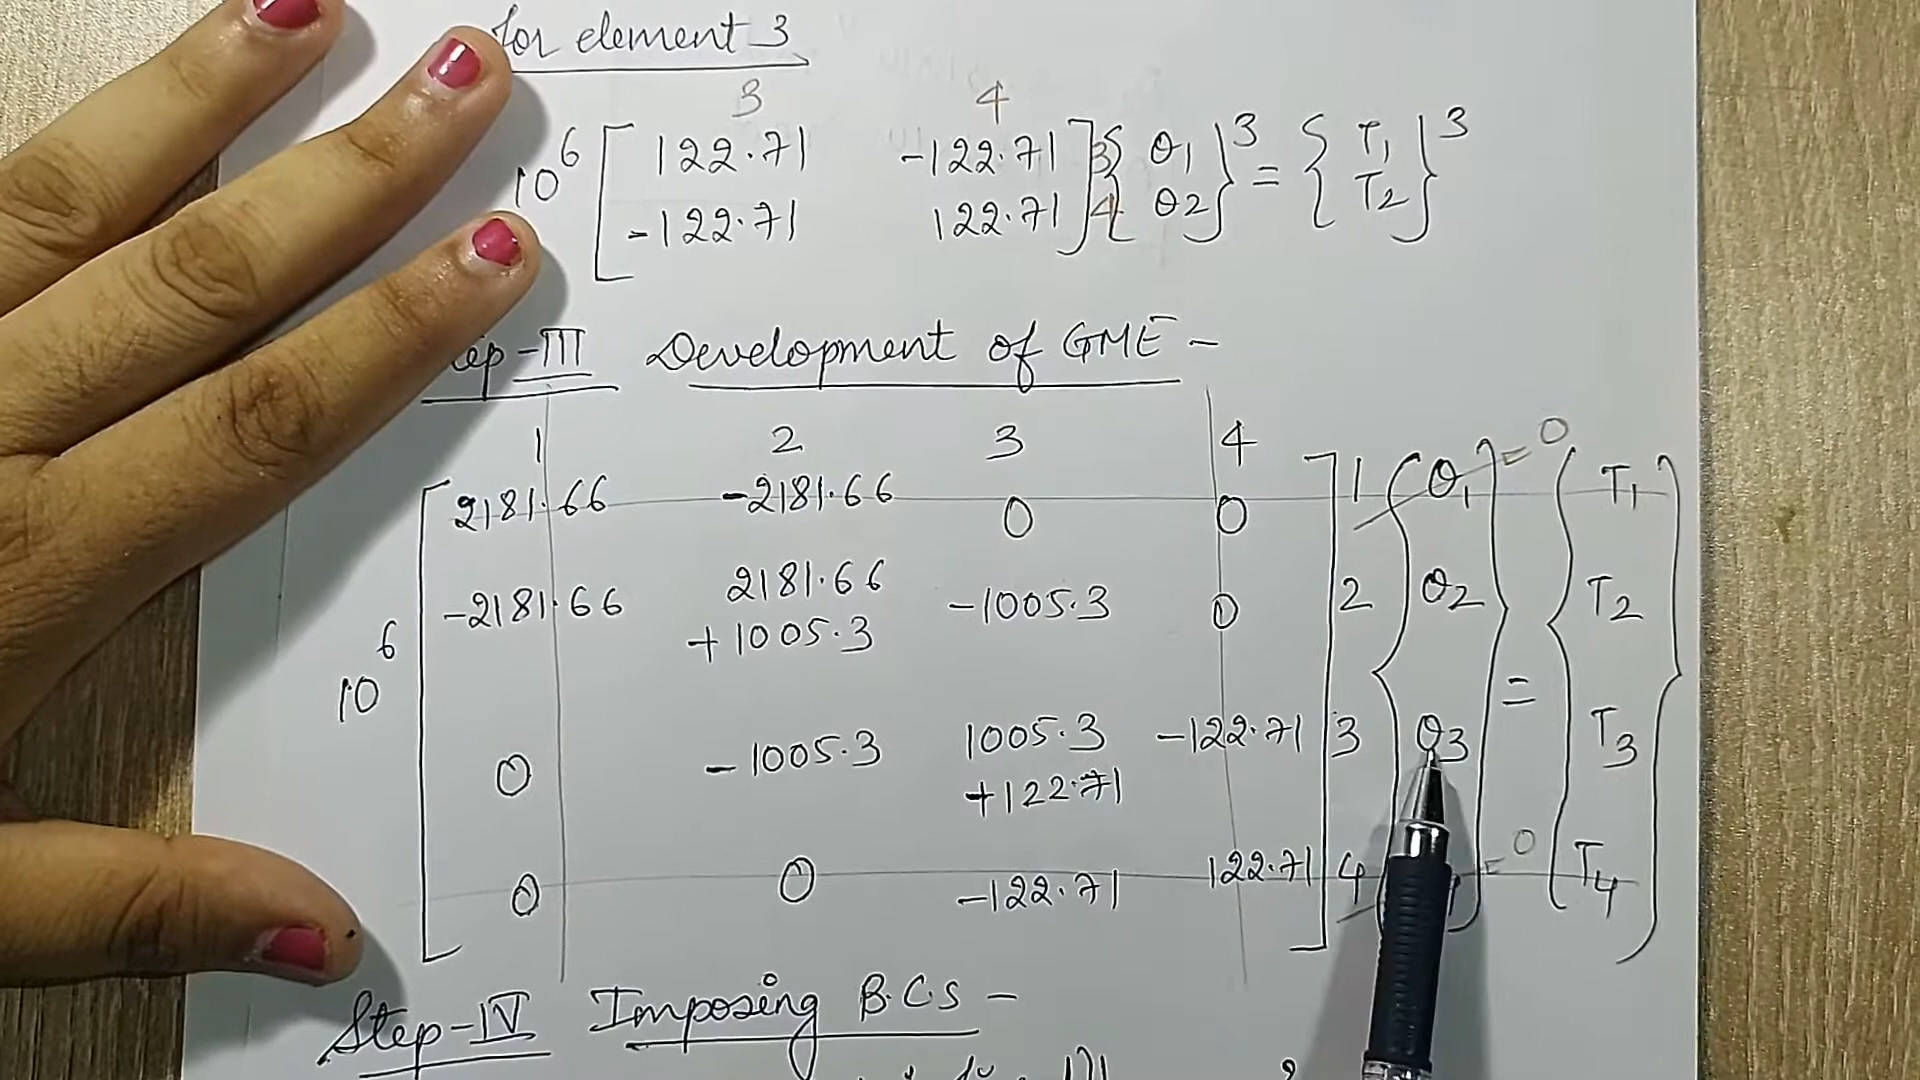 for element 3
3 4
10^6 [ 122.71 -122.71 ] 3 { θ1 }^3 = { T1 }^3
[ -122.71 122.71 ] 4 { θ2 } { T2 }
ep-III Development of GME -
1 2 3 4
2181.66 -2181.66 0 0 1 θ1 = 0 T1
-2181.66 2181.66 + 1005.3 -1005.3 0 2 θ2 T2
10^6 =
0 -1005.3 1005.3 +122.71 -122.71 3 θ3 T3
0 0 -122.71 122.71 4 = 0 T4
Step-IV Imposing B.C.S -